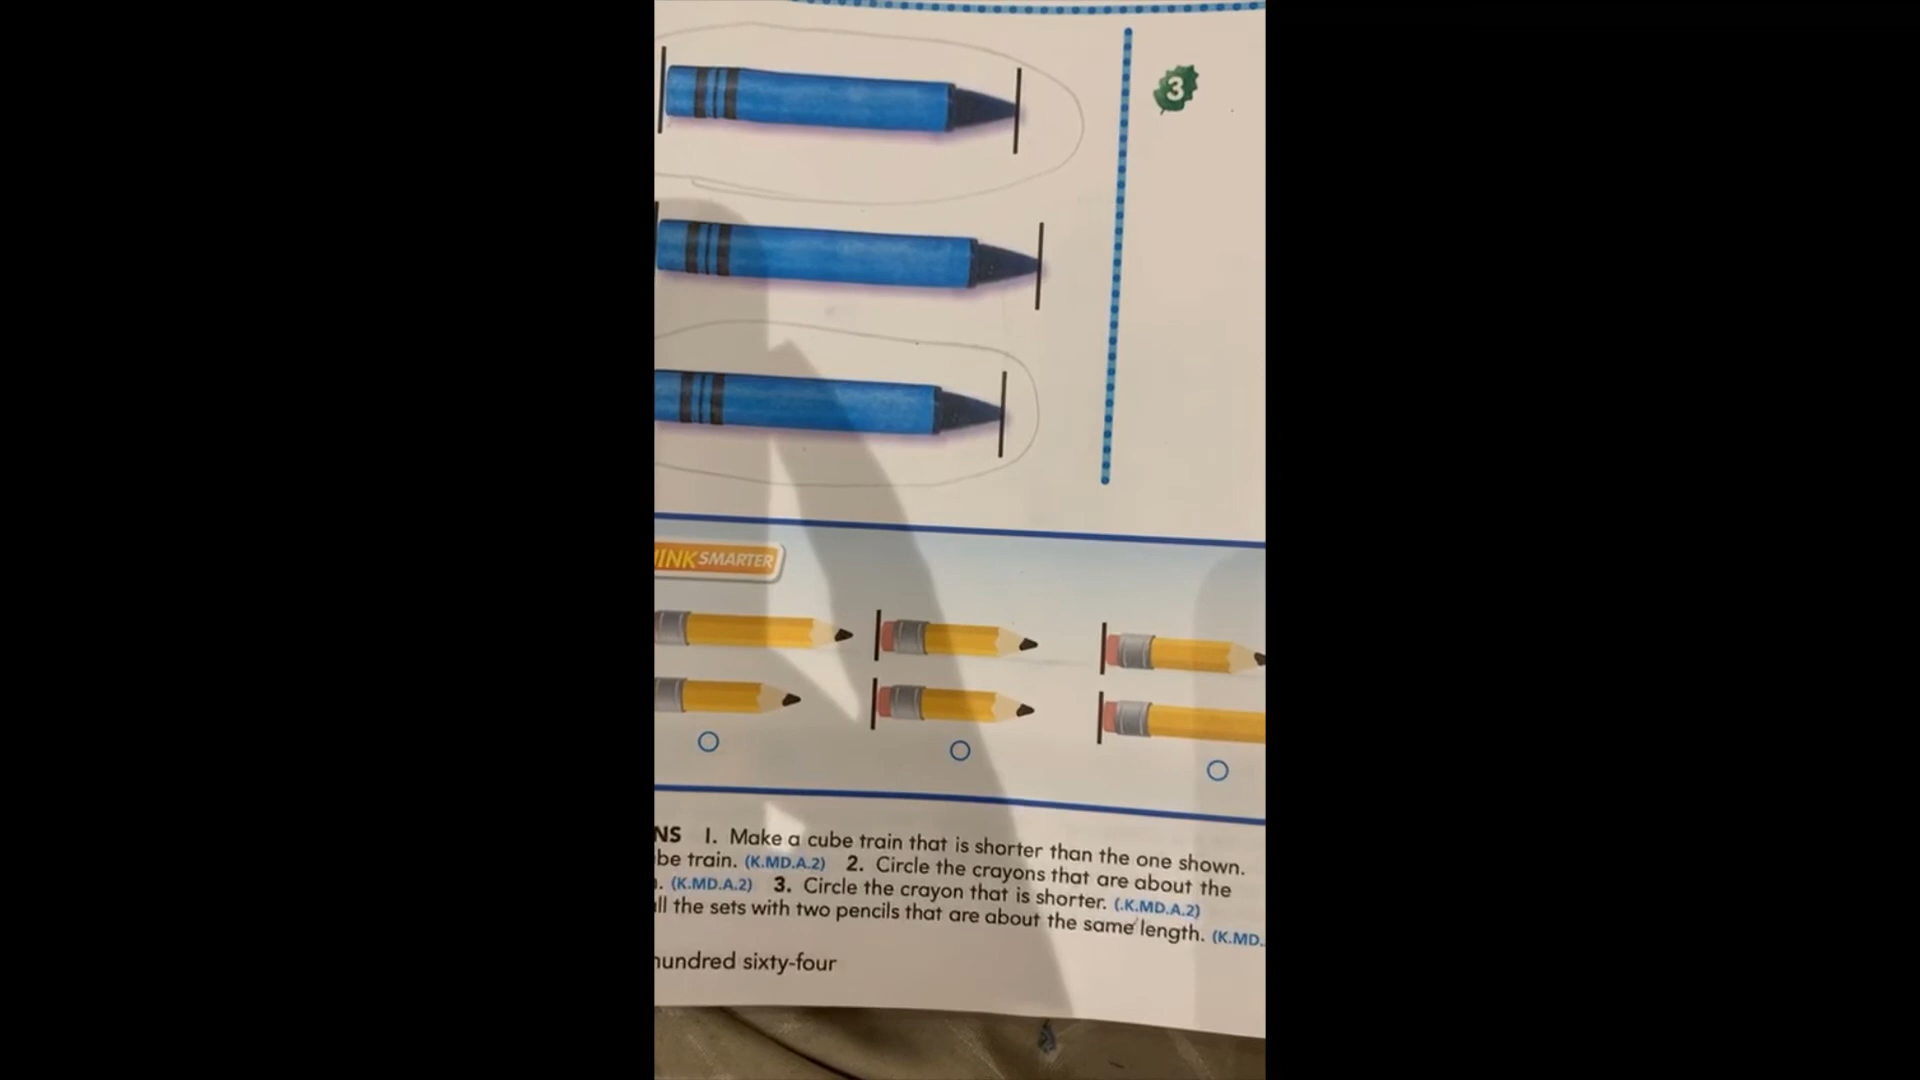 3
INK SMARTER
NS 1. Make a cube train that is shorter than the one shown.
be train. (K.MD.A.2) 2. Circle the crayons that are about the
. (K.MD.A.2) 3. Circle the crayon that is shorter. (.K.MD.A.2)
ll the sets with two pencils that are about the same length. (K.MD.
hundred sixty-four